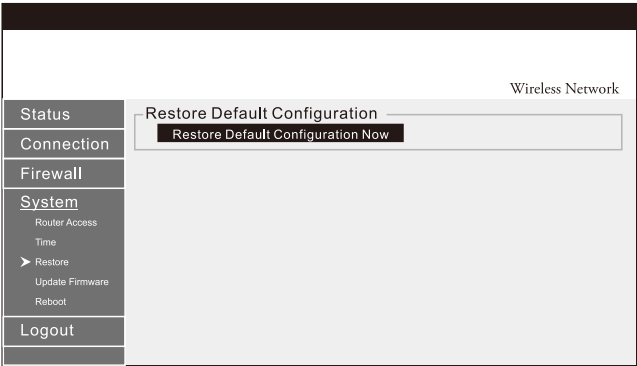 Wireless Network
Status
Connection
Firewall
System
Router Access
Time
Restore
Update Firmware
Reboot
Logout
Restore Default Configuration
Restore Default Configuration Now